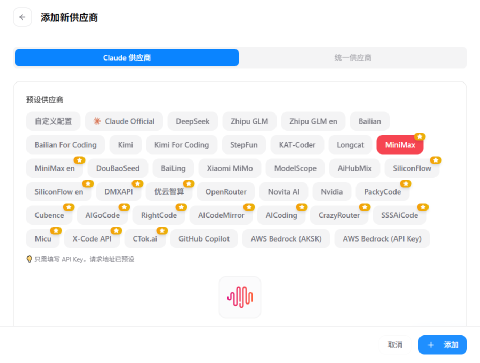 添加新供应商
Claude 供应商 统一供应商
预设供应商
自定义配置 Claude Official DeepSeek Zhipu GLM Zhipu GLM en Bailian
Bailian For Coding Kimi Kimi For Coding StepFun KAT-Coder Longcat MiniMax
MiniMax en DouBaoSeed BaiLing Xiaomi MiMo ModelScope AiHubMix SiliconFlow
SiliconFlow en DMXAPI 优云智算 OpenRouter Novita AI Nvidia PackyCode
Cubence AIGoCode RightCode AICodeMirror AICoding CrazyRouter SSSAiCode
Micu X-Code API CTok.ai GitHub Copilot AWS Bedrock (AKSK) AWS Bedrock (API Key)
只需填写 API Key，请求地址已预设
取消 添加